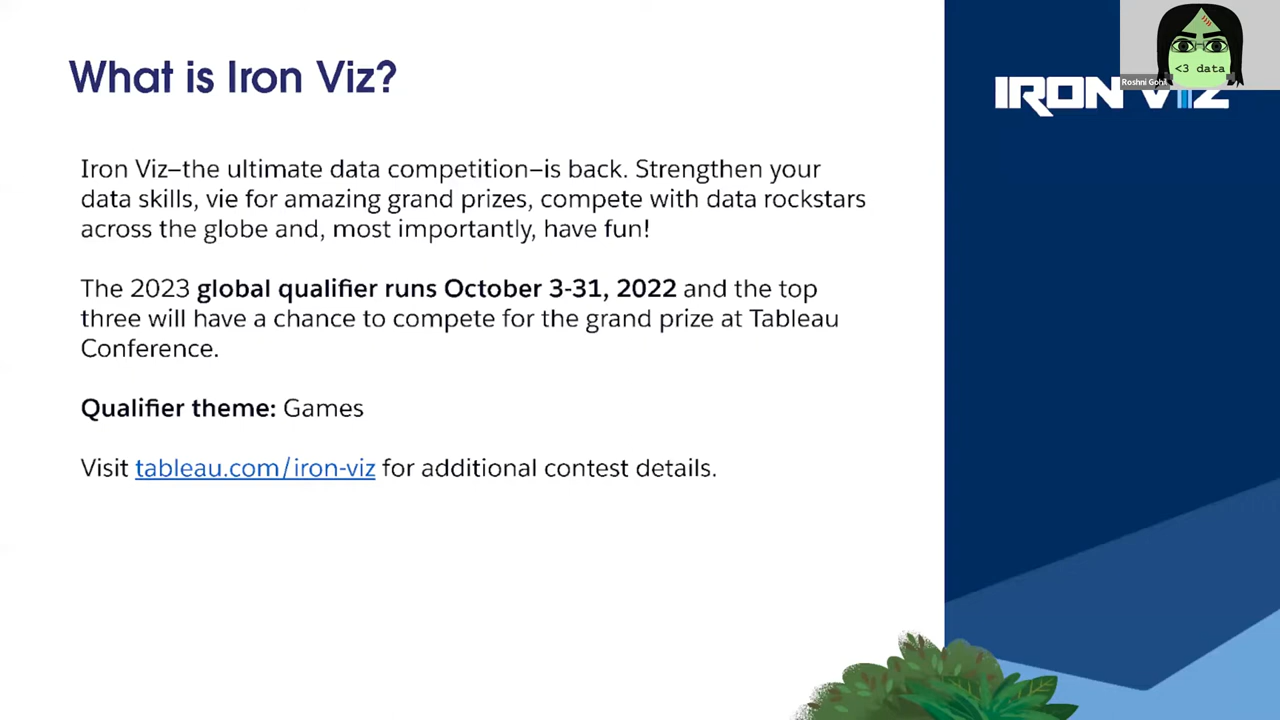 What is Iron Viz?
<3 data
Roshni Gohil
IRON VIZ
Iron Viz–the ultimate data competition–is back. Strengthen your
data skills, vie for amazing grand prizes, compete with data rockstars
across the globe and, most importantly, have fun!
The 2023 global qualifier runs October 3-31, 2022 and the top
three will have a chance to compete for the grand prize at Tableau
Conference.
Qualifier theme: Games
Visit tableau.com/iron-viz for additional contest details.